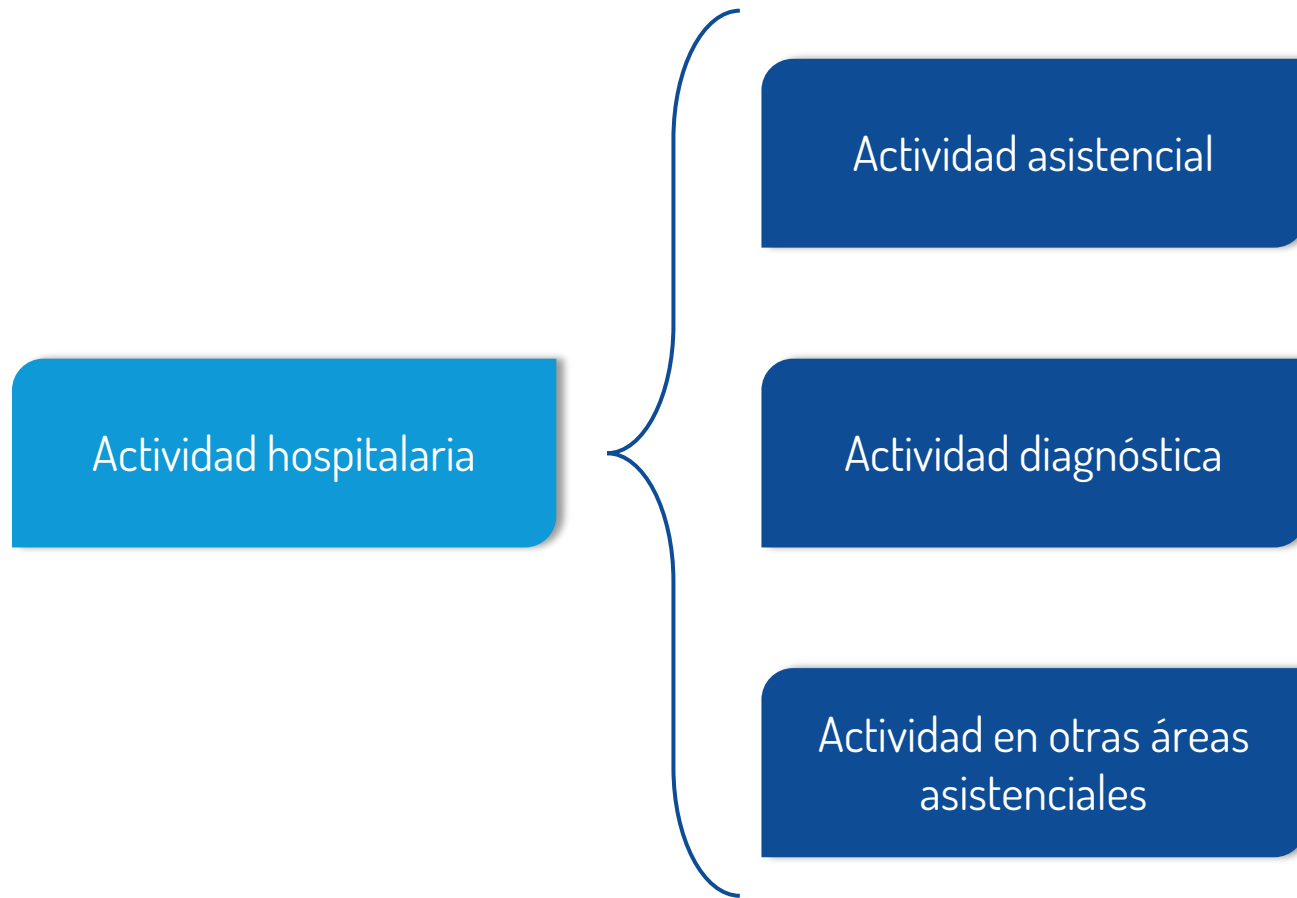 Actividad asistencial
Actividad hospitalaria
Actividad diagnóstica
Actividad en otras áreas
asistenciales